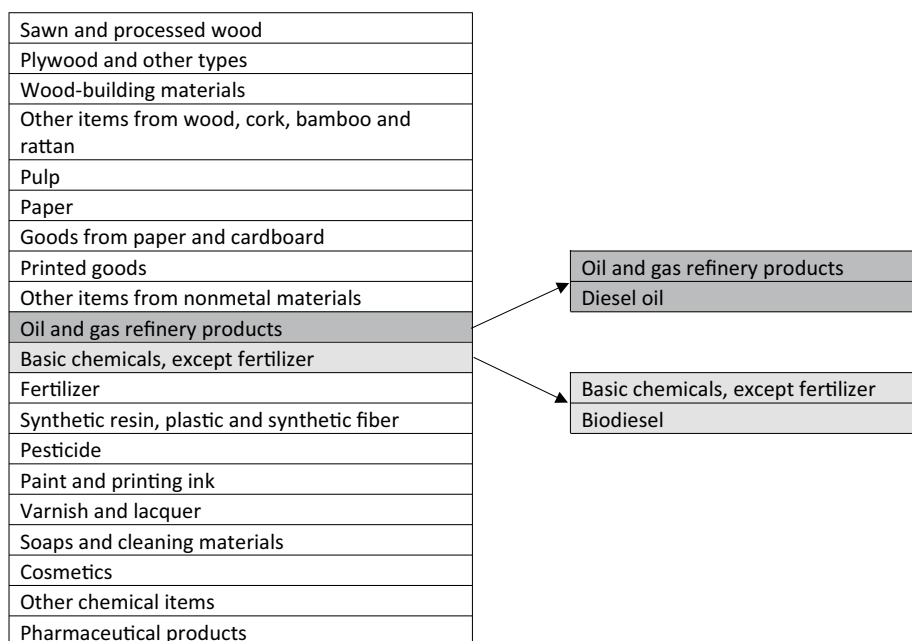 Sawn and processed wood
Plywood and other types
Wood-building materials
Other items from wood, cork, bamboo and
rattan
Pulp
Paper
Goods from paper and cardboard
Printed goods
Other items from nonmetal materials
Oil and gas refinery products
Basic chemicals, except fertilizer
Fertilizer
Synthetic resin, plastic and synthetic fiber
Pesticide
Paint and printing ink
Varnish and lacquer
Soaps and cleaning materials
Cosmetics
Other chemical items
Pharmaceutical products
Oil and gas refinery products
Diesel oil
Basic chemicals, except fertilizer
Biodiesel